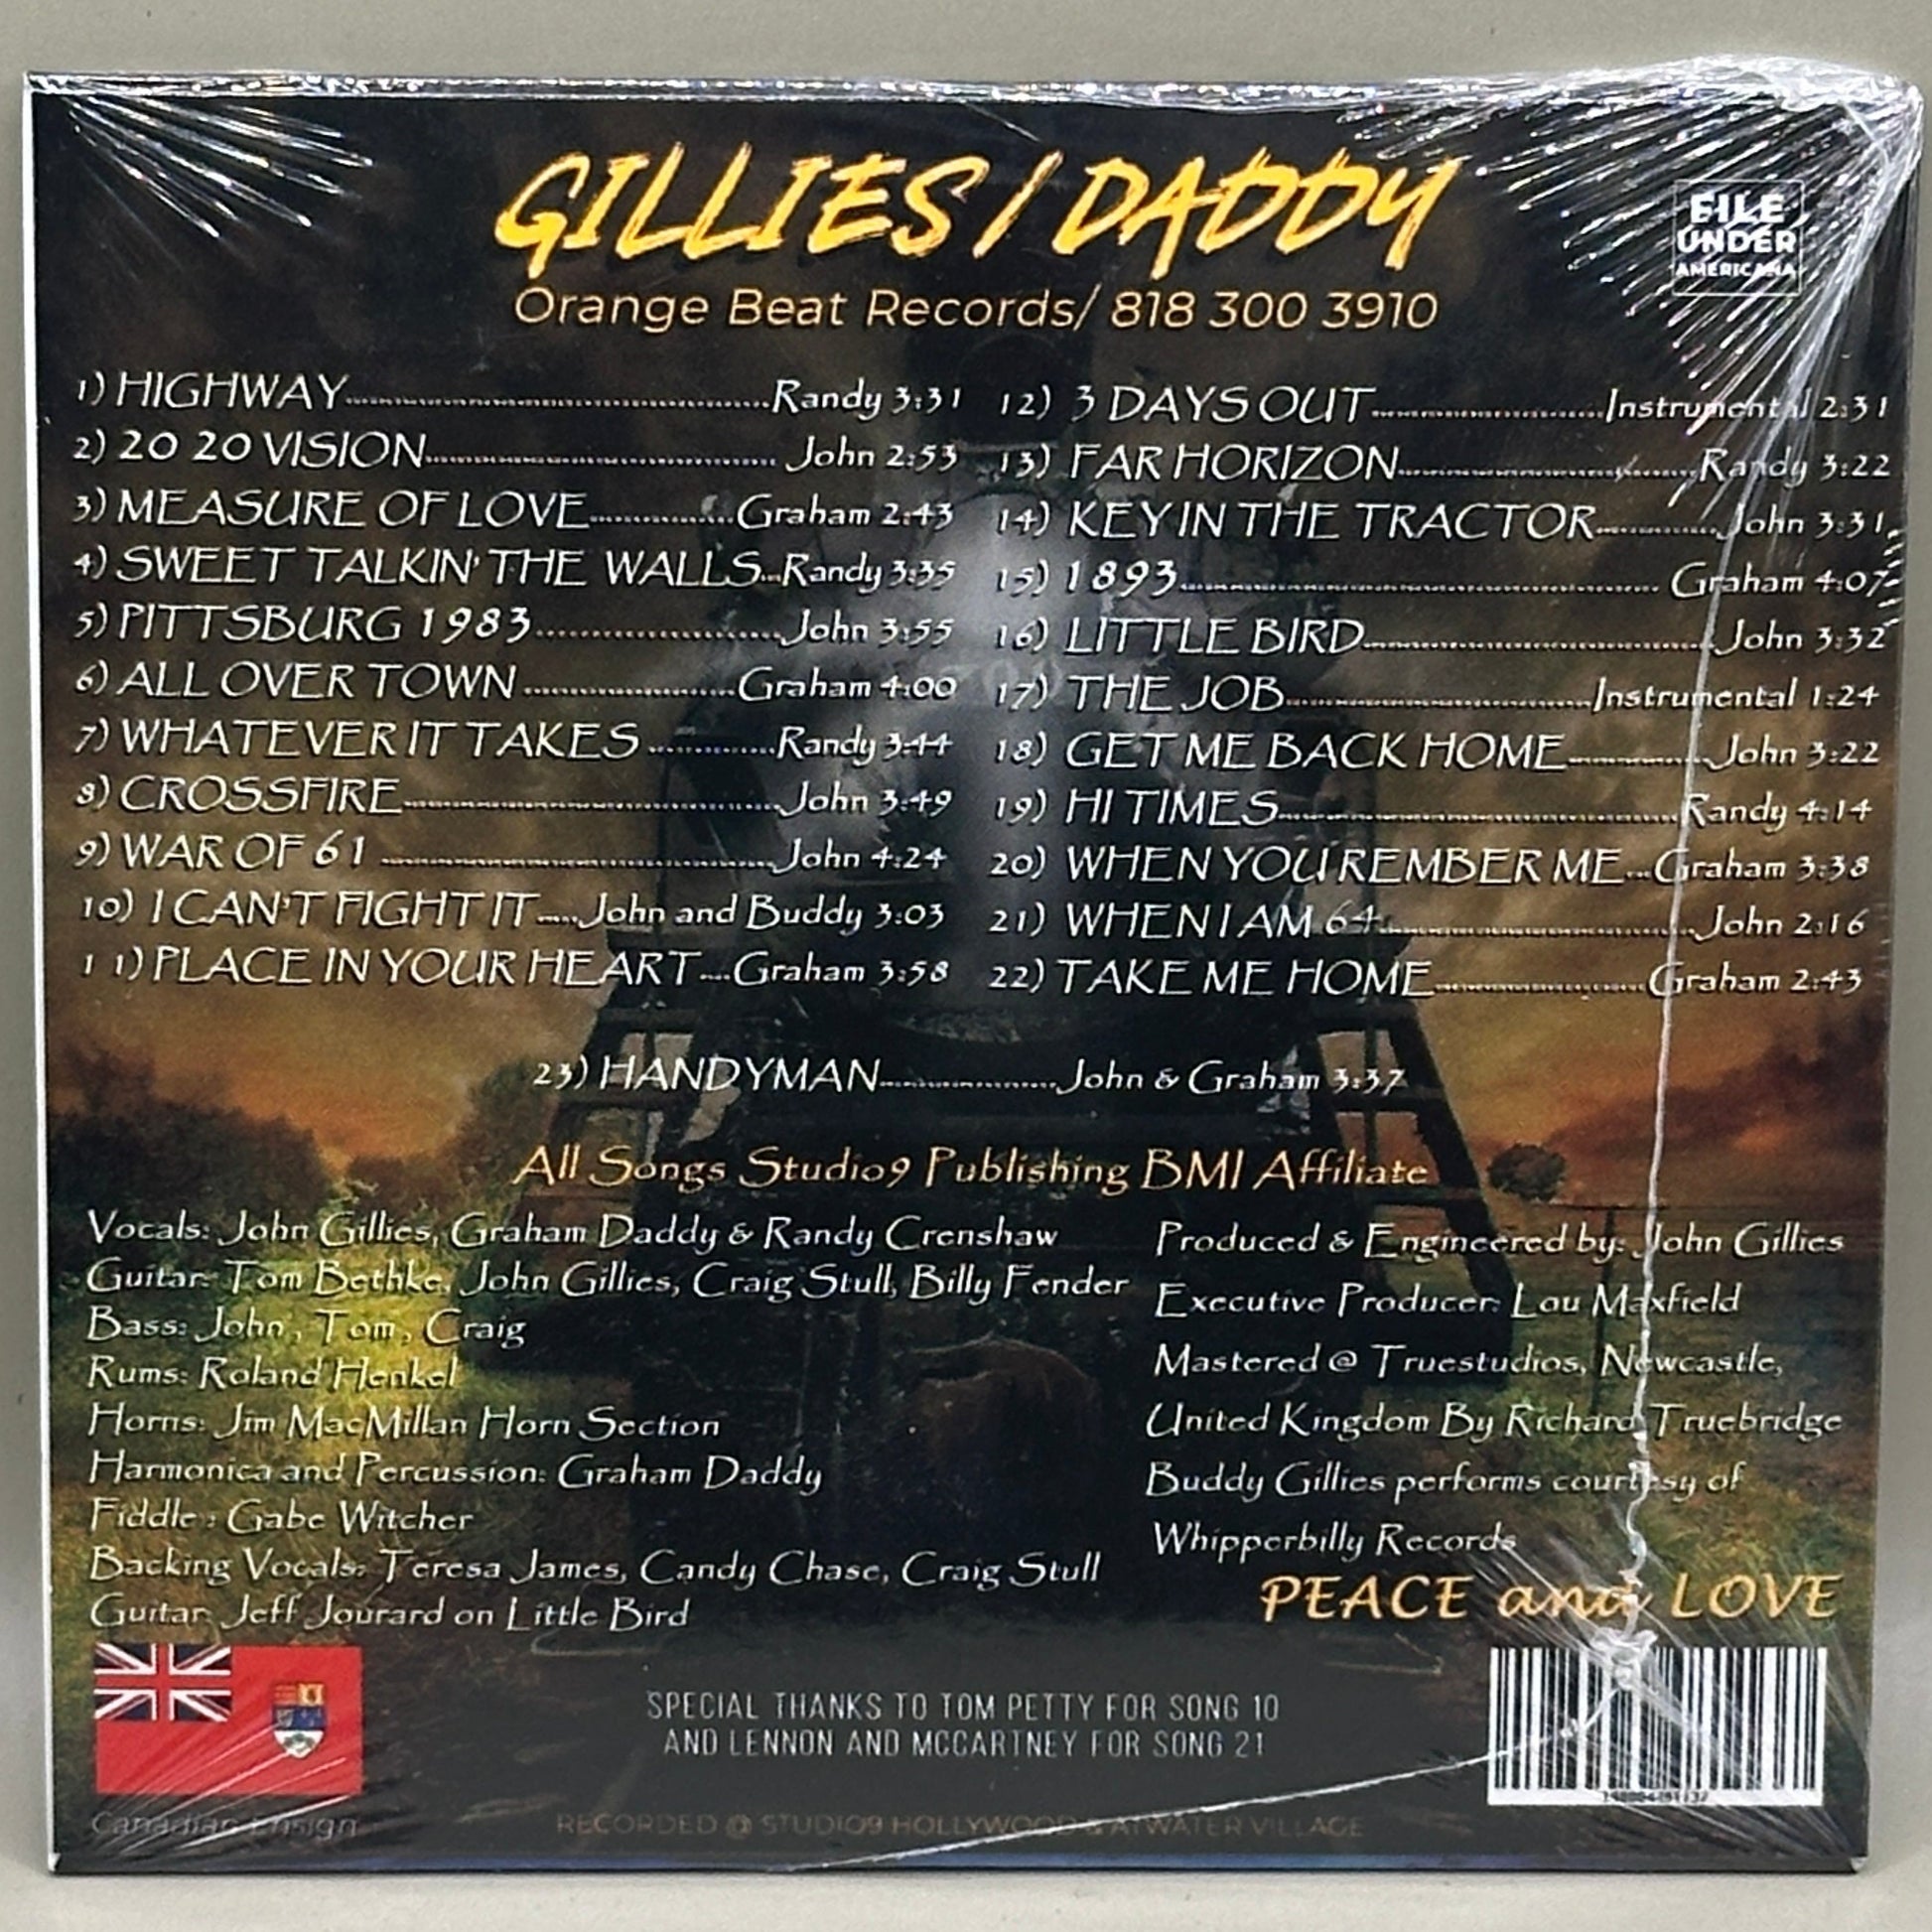 GILLIES / DADDY
Orange Beat Records/ 818 300 3910
FILE
UNDER
AMERICANA
1) HIGHWAY....................Randy 3:31
2) 20 20 VISION....................John 2:53
3) MEASURE OF LOVE..............Graham 2:43
4) SWEET TALKIN' THE WALLS...Randy 3:35
5) PITTSBURG 1983....................John 3:55
6) ALL OVER TOWN....................Graham 4:00
7) WHATEVER IT TAKES............Randy 3:44
8) CROSSFIRE....................John 3:49
9) WAR OF 61....................John 4:24
10) I CAN'T FIGHT IT.....John and Buddy 3:03
11) PLACE IN YOUR HEART....Graham 3:58
12) 3 DAYS OUT....................Instrumental 2:31
13) FAR HORIZON....................Randy 3:22
14) KEY IN THE TRACTOR............John 3:31
15) 1893....................Graham 4:07
16) LITTLE BIRD....................John 3:32
17) THE JOB....................Instrumental 1:24
18) GET ME BACK HOME..............John 3:22
19) HI TIMES....................Randy 4:14
20) WHEN YOU REMBER ME...Graham 3:38
21) WHEN I AM 64....................John 2:16
22) TAKE ME HOME....................Graham 2:43
23) HANDYMAN....................John & Graham 3:37
All Songs Studio9 Publishing BMI Affiliate
Vocals: John Gillies, Graham Daddy & Randy Crenshaw
Guitar: Tom Bethke, John Gillies, Craig Stull, Billy Fender
Bass: John, Tom, Craig
Rums: Roland Henkel
Horns: Jim MacMillan Horn Section
Harmonica and Percussion: Graham Daddy
Fiddle : Gabe Witcher
Backing Vocals: Teresa James, Candy Chase, Craig Stull
Guitar: Jeff Jourard on Little Bird
Produced & Engineered by: John Gillies
Executive Producer: Lou Maxfield
Mastered @ Truestudios, Newcastle,
United Kingdom By Richard Truebridge
Buddy Gillies performs courtesy of
Whipperbilly Records
PEACE and LOVE
SPECIAL THANKS TO TOM PETTY FOR SONG 10
AND LENNON AND MCCARTNEY FOR SONG 21
Canadian Ensign
RECORDED @ STUDIO9 HOLLYWOOD & ATWATER VILLAGE